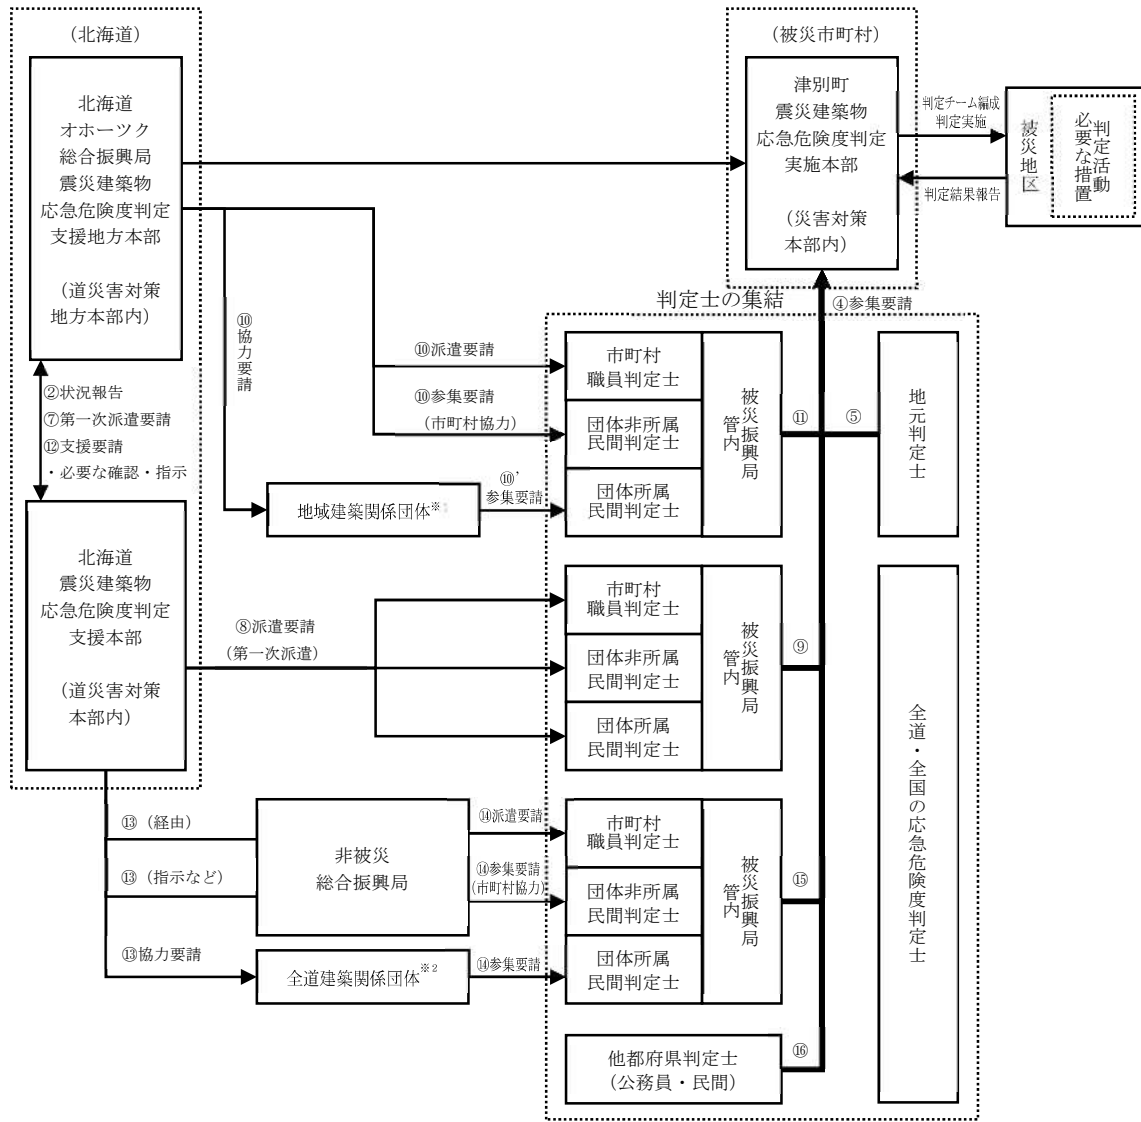 （北海道）
北海道
オホーツク
総合振興局
震災建築物
応急危険度判定
支援地方本部
（道災害対策
地方本部内）
②状況報告
⑦第一次派遣要請
⑫支援要請
・必要な確認・指示
北海道
震災建築物
応急危険度判定
支援本部
（道災害対策
本部内）
（被災市町村）
津別町
震災建築物
応急危険度判定
実施本部
（災害対策
本部内）
判定チーム編成
判定実施
判定結果報告
被災地区
判定活動
必要な措置
判定士の集結
④参集要請
⑩協力要請
⑩派遣要請
⑩参集要請
（市町村協力）
地域建築関係団体※
⑩’
参集要請
市町村
職員判定士
団体非所属
民間判定士
団体所属
民間判定士
被災振興局
管内
⑪
⑤
地元判定士
⑧派遣要請
（第一次派遣）
市町村
職員判定士
団体非所属
民間判定士
団体所属
民間判定士
被災振興局
管内
⑨
全道・全国の応急危険度判定士
⑬（経由）
⑬（指示など）
⑬協力要請
非被災
総合振興局
全道建築関係団体※2
⑭派遣要請
⑭参集要請
（市町村協力）
⑭参集要請
市町村
職員判定士
団体非所属
民間判定士
団体所属
民間判定士
被災振興局
管内
⑮
他都府県判定士
（公務員・民間）
⑯